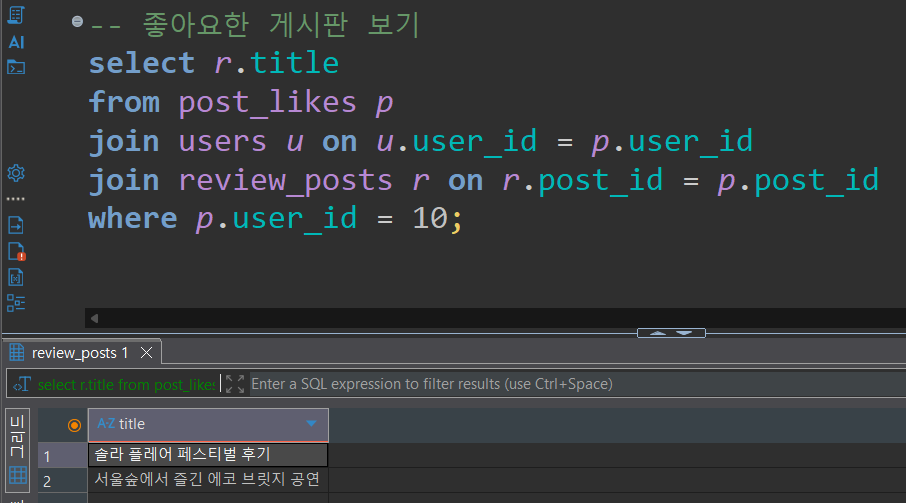 -- 좋아요한 게시판 보기
AI
select r.title
from post_likes p
join users u on u.user_id = p.user_id
join review_posts r on r.post_id = p.post_id
where p.user_id = 10;
review_posts 1
select r.title from post_likes
Enter a SQL expression to filter results (use Ctrl+Space)
그리드
A-Z title
1 솔라 플레어 페스티벌 후기
2 서울숲에서 즐긴 에코 브릿지 공연